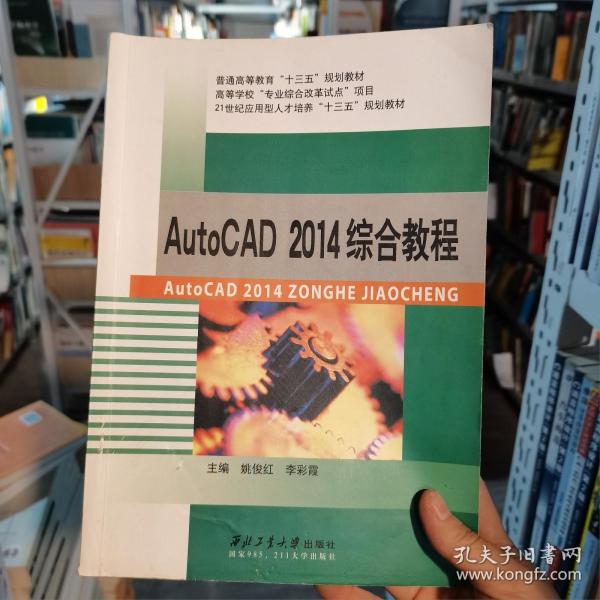 普通高等教育“十三五”规划教材
高等学校“专业综合改革试点”项目
21世纪应用型人才培养“十三五”规划教材
AutoCAD 2014 综合教程
AutoCAD 2014 ZONGHE JIAOCHENG
主编 姚俊红 李彩霞
西北工业大学出版社
国家985、211大学出版社
孔夫子旧书网
www.kongfz.com